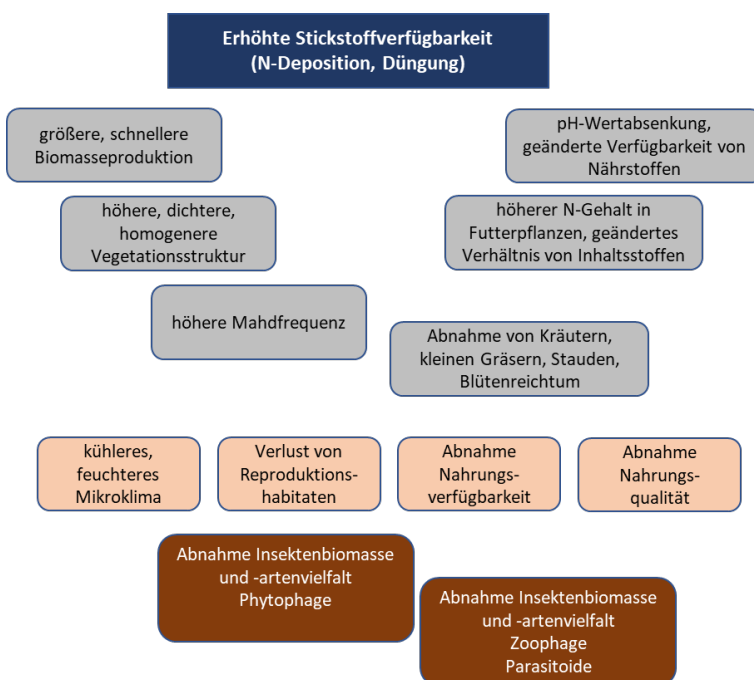 Erhöhte Stickstoffverfügbarkeit
(N-Deposition, Düngung)
größere, schnellere
Biomasseproduktion
pH-Wertabsenkung,
geänderte Verfügbarkeit von
Nährstoffen
höhere, dichtere,
homogenere
Vegetationsstruktur
höherer N-Gehalt in
Futterpflanzen, geändertes
Verhältnis von Inhaltsstoffen
höhere Mahdfrequenz
Abnahme von Kräutern,
kleinen Gräsern, Stauden,
Blütenreichtum
kühleres,
feuchteres
Mikroklima
Verlust von
Reproduktions-
habitaten
Abnahme
Nahrungs-
verfügbarkeit
Abnahme
Nahrungs-
qualität
Abnahme Insektenbiomasse
und -artenvielfalt
Phytophage
Abnahme Insektenbiomasse
und -artenvielfalt
Zoophage
Parasitoide